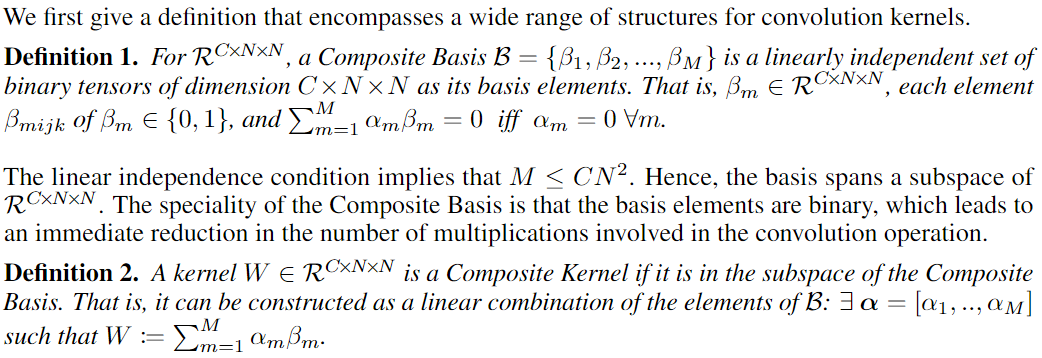 We first give a definition that encompasses a wide range of structures for convolution kernels.
Definition 1. For $\mathcal{R}^{C \times N \times N}$, a Composite Basis $\mathcal{B} = \{\beta_1, \beta_2, ..., \beta_M\}$ is a linearly independent set of
binary tensors of dimension $C \times N \times N$ as its basis elements. That is, $\beta_m \in \mathcal{R}^{C \times N \times N}$, each element
$\beta_{mijk}$ of $\beta_m \in \{0, 1\}$, and $\sum_{m=1}^{M} \alpha_m \beta_m = 0$ iff $\alpha_m = 0 \; \forall m$.
The linear independence condition implies that $M \leq CN^2$. Hence, the basis spans a subspace of
$\mathcal{R}^{C \times N \times N}$. The speciality of the Composite Basis is that the basis elements are binary, which leads to
an immediate reduction in the number of multiplications involved in the convolution operation.
Definition 2. A kernel $W \in \mathcal{R}^{C \times N \times N}$ is a Composite Kernel if it is in the subspace of the Composite
Basis. That is, it can be constructed as a linear combination of the elements of $\mathcal{B}$: $\exists \, \boldsymbol{\alpha} = [\alpha_1, .., \alpha_M]$
such that $W := \sum_{m=1}^{M} \alpha_m \beta_m$.